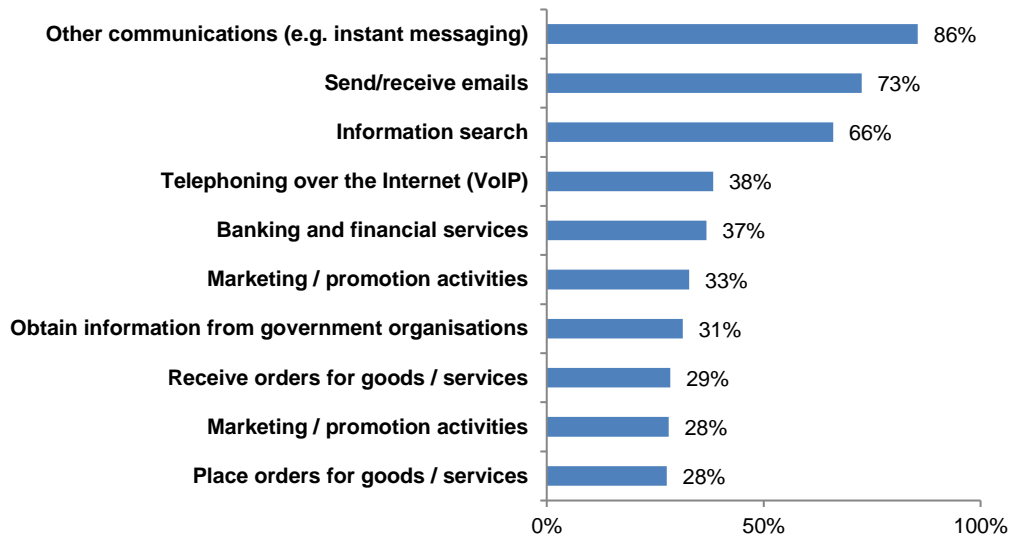 Other communications (e.g. instant messaging) 86%
Send/receive emails 73%
Information search 66%
Telephoning over the Internet (VoIP) 38%
Banking and financial services 37%
Marketing / promotion activities 33%
Obtain information from government organisations 31%
Receive orders for goods / services 29%
Marketing / promotion activities 28%
Place orders for goods / services 28%
0% 50% 100%